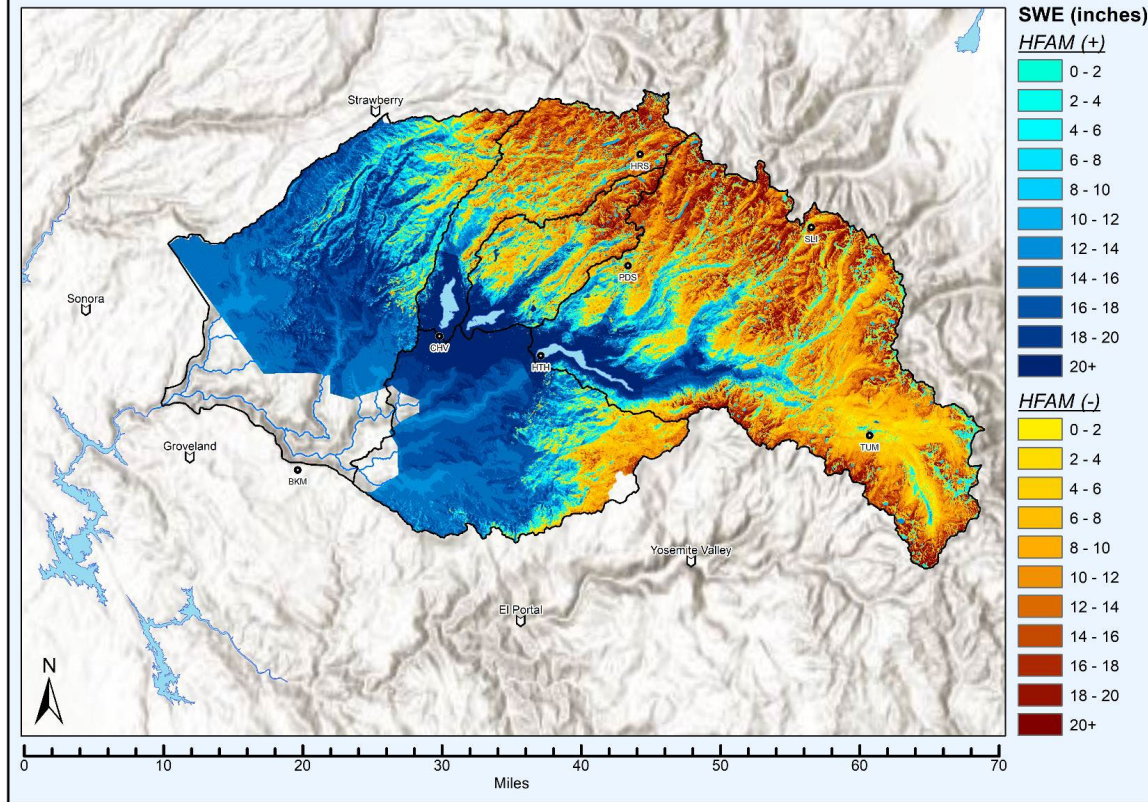 SWE (inches)
HFAM (+)
0 - 2
2 - 4
4 - 6
6 - 8
8 - 10
10 - 12
12 - 14
14 - 16
16 - 18
18 - 20
20+
HFAM (-)
0 - 2
2 - 4
4 - 6
6 - 8
8 - 10
10 - 12
12 - 14
14 - 16
16 - 18
18 - 20
20+
Strawberry
HRS
SLI
PDS
Sonora
CHV
HTH
Groveland
TUM
BKM
Yosemite Valley
El Portal
N
0 10 20 30 40 50 60 70
Miles